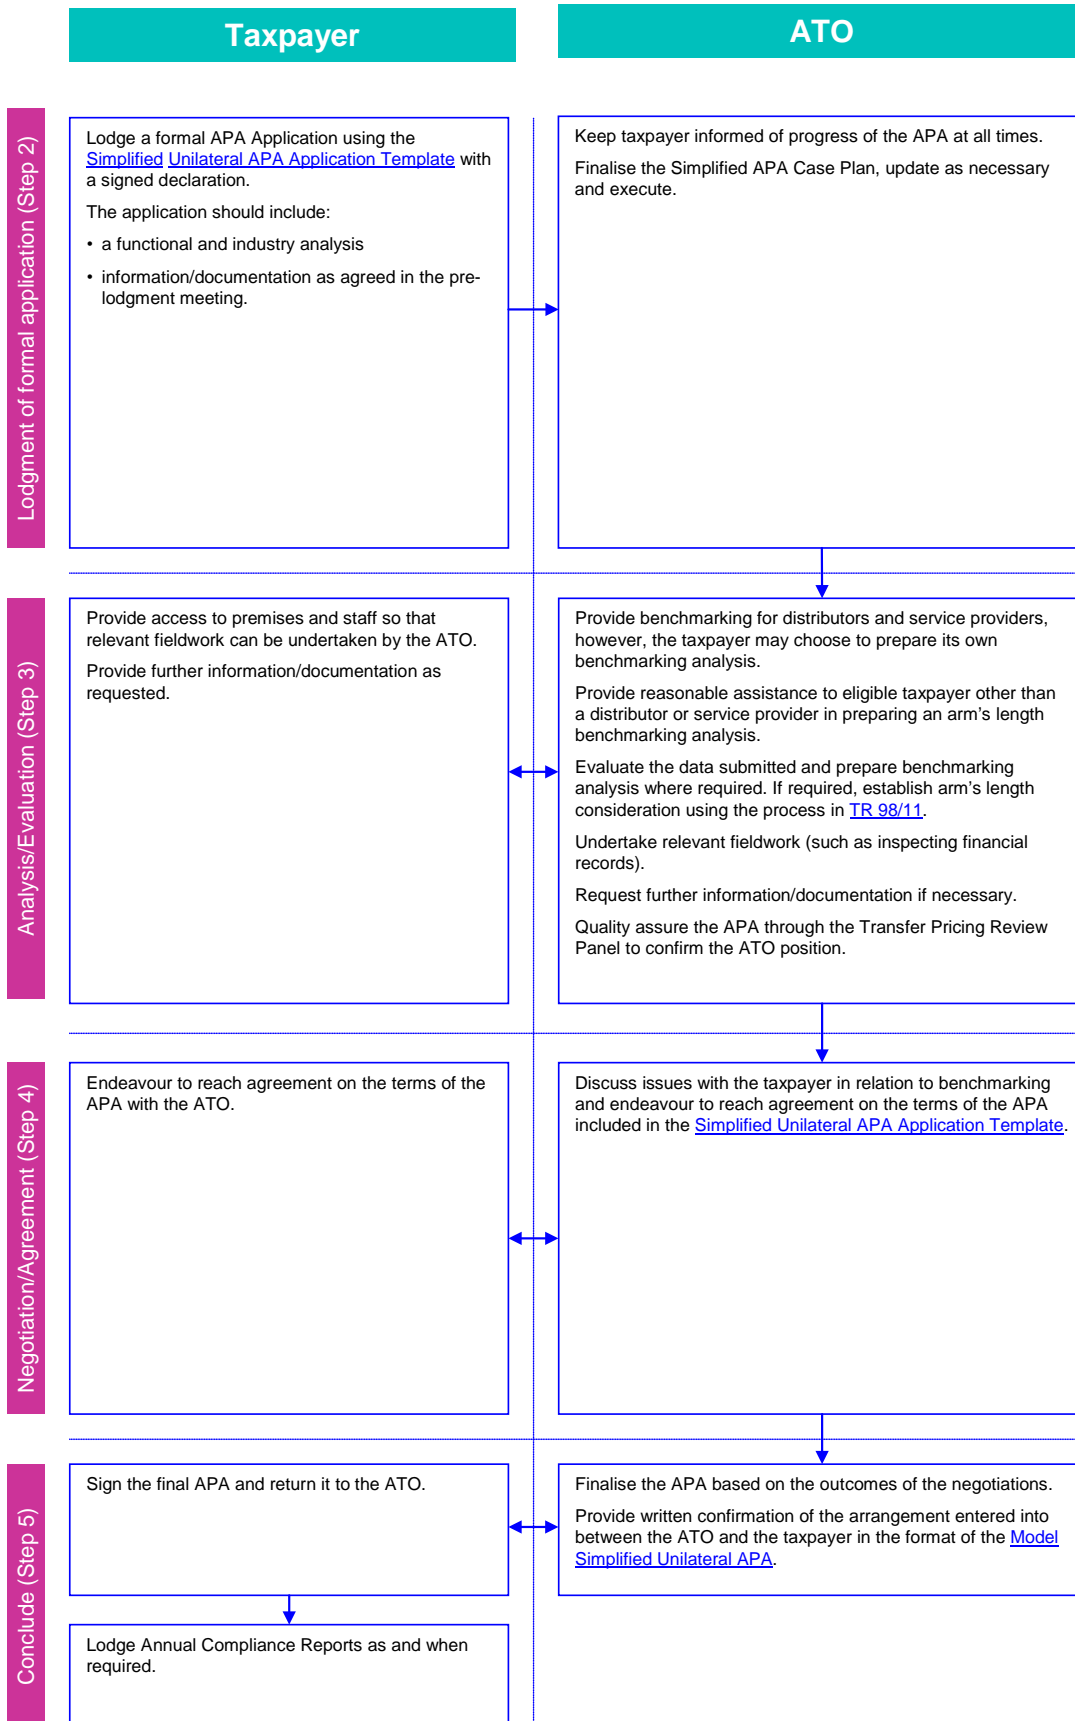 Taxpayer
ATO
Lodgment of formal application (Step 2)
Lodge a formal APA Application using the
Simplified Unilateral APA Application Template with
a signed declaration.
The application should include:
• a functional and industry analysis
• information/documentation as agreed in the pre-
lodgment meeting.
Keep taxpayer informed of progress of the APA at all times.
Finalise the Simplified APA Case Plan, update as necessary
and execute.
Analysis/Evaluation (Step 3)
Provide access to premises and staff so that
relevant fieldwork can be undertaken by the ATO.
Provide further information/documentation as
requested.
Provide benchmarking for distributors and service providers,
however, the taxpayer may choose to prepare its own
benchmarking analysis.
Provide reasonable assistance to eligible taxpayer other than
a distributor or service provider in preparing an arm's length
benchmarking analysis.
Evaluate the data submitted and prepare benchmarking
analysis where required. If required, establish arm's length
consideration using the process in TR 98/11.
Undertake relevant fieldwork (such as inspecting financial
records).
Request further information/documentation if necessary.
Quality assure the APA through the Transfer Pricing Review
Panel to confirm the ATO position.
Negotiation/Agreement (Step 4)
Endeavour to reach agreement on the terms of the
APA with the ATO.
Discuss issues with the taxpayer in relation to benchmarking
and endeavour to reach agreement on the terms of the APA
included in the Simplified Unilateral APA Application Template.
Conclude (Step 5)
Sign the final APA and return it to the ATO.
Finalise the APA based on the outcomes of the negotiations.
Provide written confirmation of the arrangement entered into
between the ATO and the taxpayer in the format of the Model
Simplified Unilateral APA.
Lodge Annual Compliance Reports as and when
required.